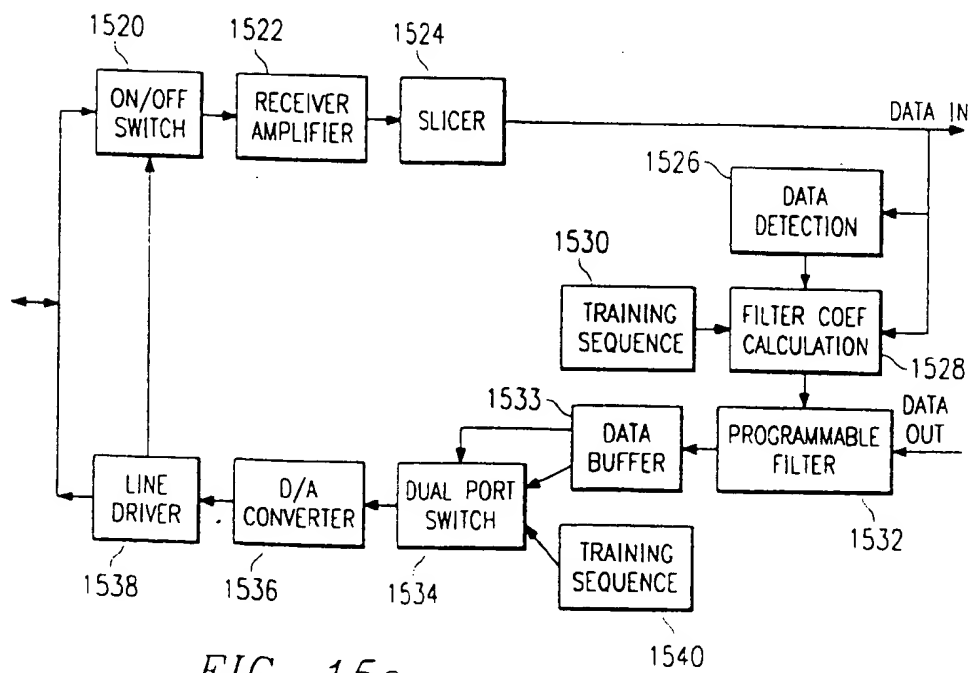 1520
1522
1524
ON/OFF
SWITCH
RECEIVER
AMPLIFIER
SLICER
DATA IN
1526
DATA
DETECTION
1530
TRAINING
SEQUENCE
FILTER COEF
CALCULATION
1528
1533
DATA
OUT
DATA
BUFFER
PROGRAMMABLE
FILTER
LINE
DRIVER
D/A
CONVERTER
DUAL PORT
SWITCH
1532
TRAINING
SEQUENCE
1538
1536
1534
1540